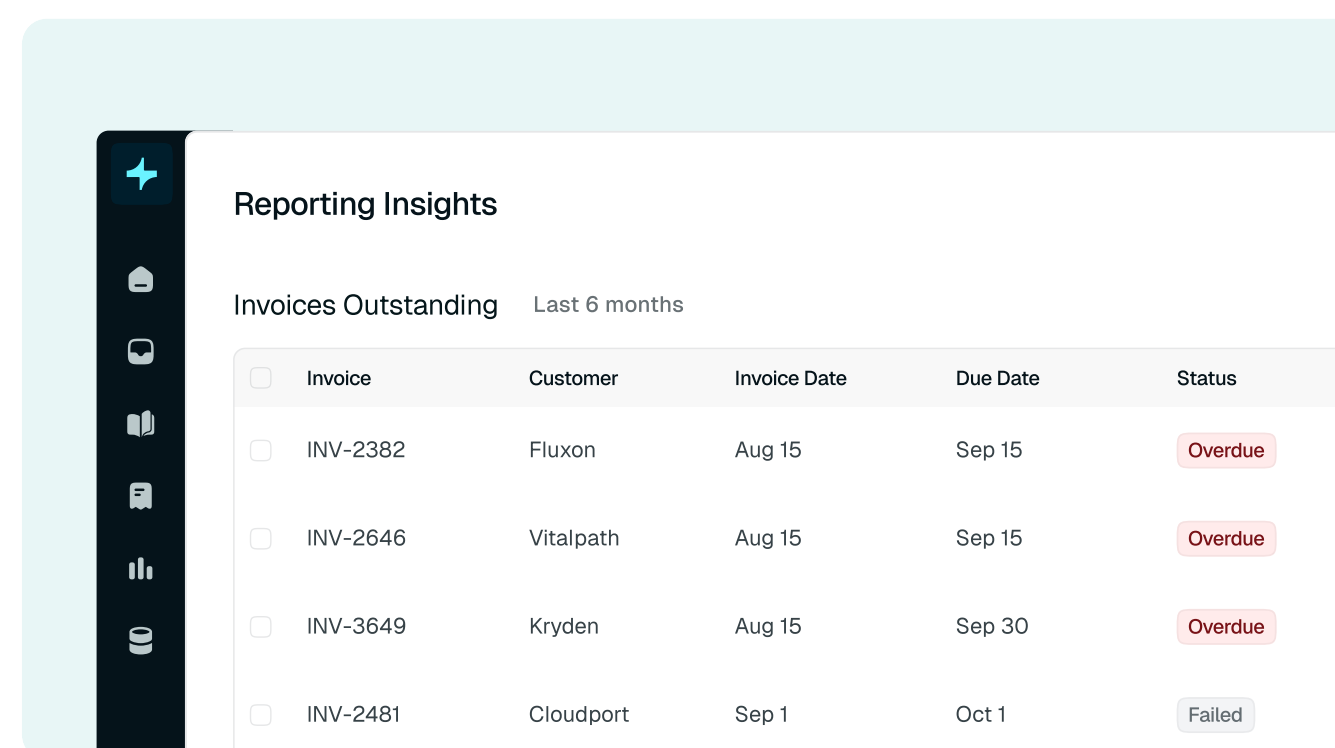 Reporting Insights
Invoices Outstanding Last 6 months
Invoice Customer Invoice Date Due Date Status
INV-2382 Fluxon Aug 15 Sep 15 Overdue
INV-2646 Vitalpath Aug 15 Sep 15 Overdue
INV-3649 Kryden Aug 15 Sep 30 Overdue
INV-2481 Cloudport Sep 1 Oct 1 Failed